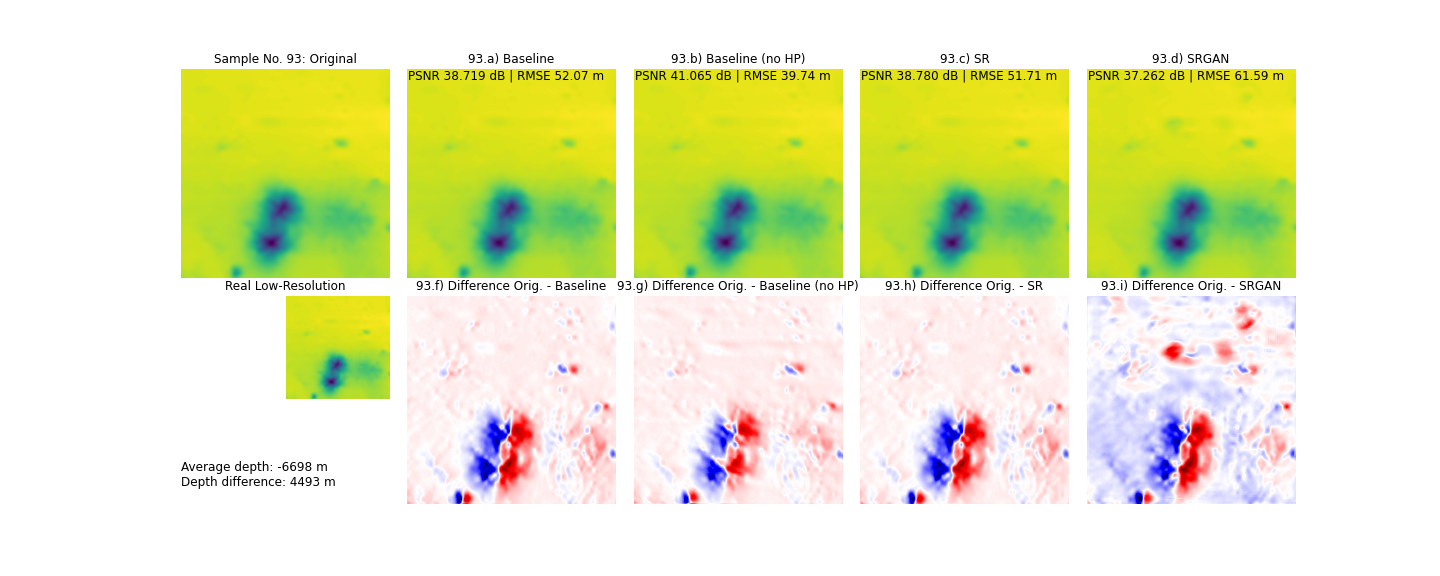 Sample No. 93: Original
93.a) Baseline
93.b) Baseline (no HP)
93.c) SR
93.d) SRGAN
PSNR 38.719 dB | RMSE 52.07 m
PSNR 41.065 dB | RMSE 39.74 m
PSNR 38.780 dB | RMSE 51.71 m
PSNR 37.262 dB | RMSE 61.59 m
Real Low-Resolution
93.f) Difference Orig. - Baseline
93.g) Difference Orig. - Baseline (no HP)
93.h) Difference Orig. - SR
93.i) Difference Orig. - SRGAN
Average depth: -6698 m
Depth difference: 4493 m